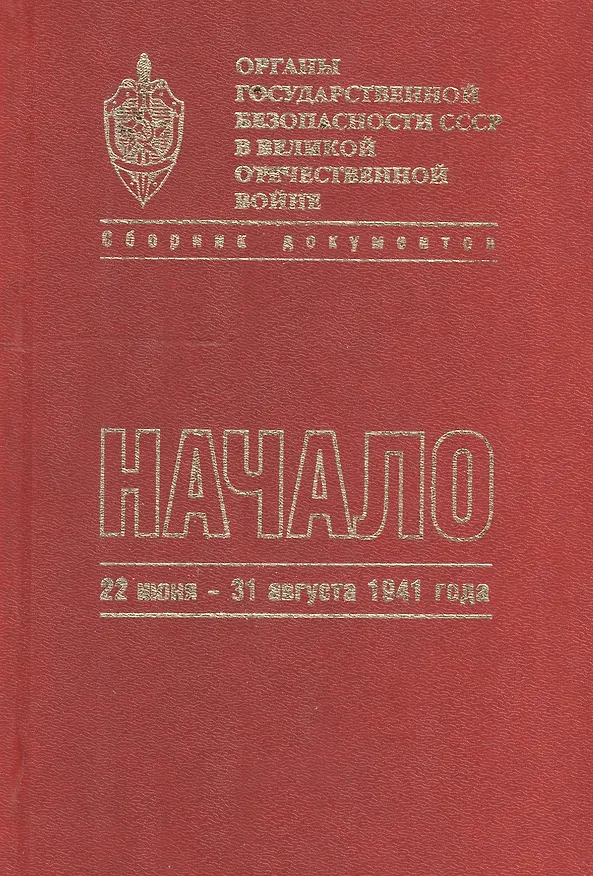 ОРГАНЫ
ГОСУДАРСТВЕННОЙ
БЕЗОПАСНОСТИ СССР
В ВЕЛИКОЙ
ОТЕЧЕСТВЕННОЙ
ВОЙНЕ
Сборник документов
НАЧАЛО
22 июня - 31 августа 1941 года